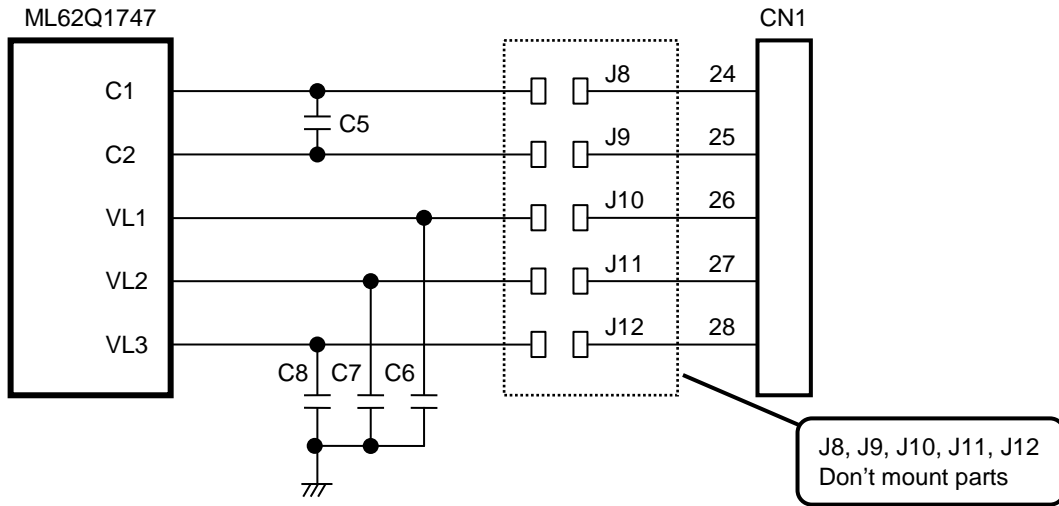 ML62Q1747
CN1
C1
J8
24
C5
C2
J9
25
VL1
J10
26
VL2
J11
27
VL3
J12
28
C8
C7
C6
J8, J9, J10, J11, J12
Don't mount parts